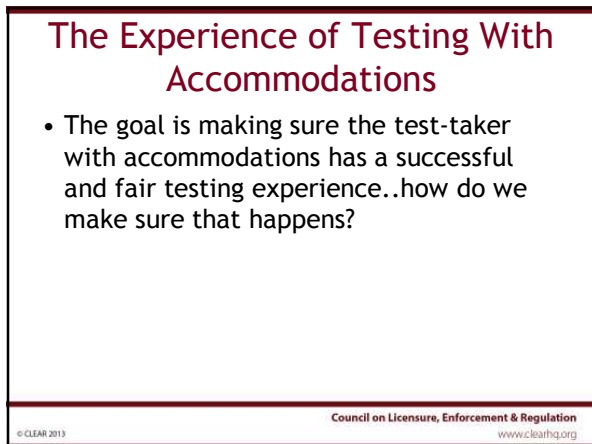 The Experience of Testing With
Accommodations
• The goal is making sure the test-taker
with accommodations has a successful
and fair testing experience..how do we
make sure that happens?
Council on Licensure, Enforcement & Regulation
© CLEAR 2013
www.clearhq.org